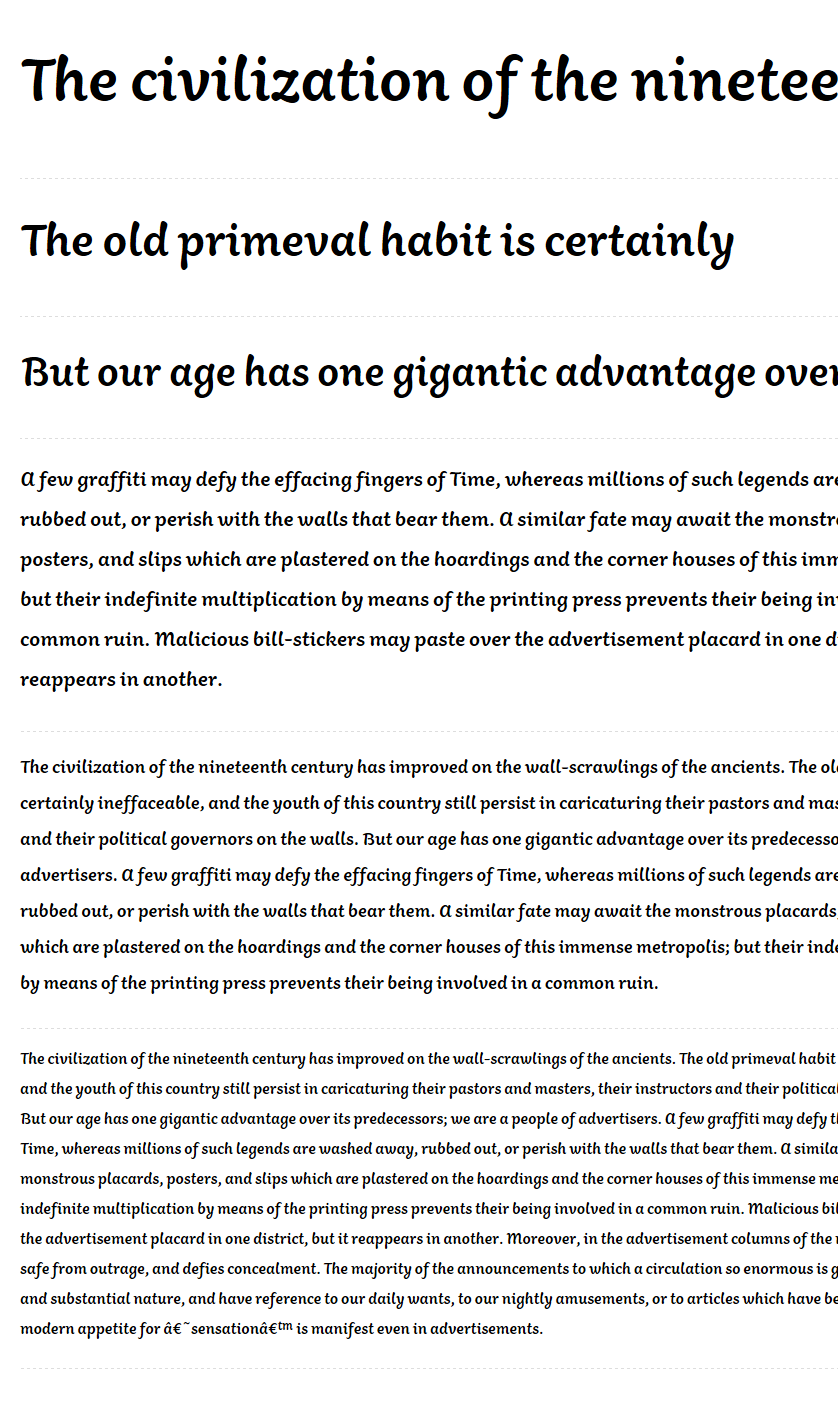 The civilization of the ninetee
The old primeval habit is certainly
But our age has one gigantic advantage over
A few graffiti may defy the effacing fingers of Time, whereas millions of such legends are
rubbed out, or perish with the walls that bear them. A similar fate may await the monstr
posters, and slips which are plastered on the hoardings and the corner houses of this imm
but their indefinite multiplication by means of the printing press prevents their being in
common ruin. Malicious bill-stickers may paste over the advertisement placard in one d
reappears in another.
The civilization of the nineteenth century has improved on the wall-scrawlings of the ancients. The ol
certainly ineffaceable, and the youth of this country still persist in caricaturing their pastors and mas
and their political governors on the walls. But our age has one gigantic advantage over its predecesso
advertisers. A few graffiti may defy the effacing fingers of Time, whereas millions of such legends are
rubbed out, or perish with the walls that bear them. A similar fate may await the monstrous placards,
which are plastered on the hoardings and the corner houses of this immense metropolis; but their inde
by means of the printing press prevents their being involved in a common ruin.
The civilization of the nineteenth century has improved on the wall-scrawlings of the ancients. The old primeval habit
and the youth of this country still persist in caricaturing their pastors and masters, their instructors and their political
But our age has one gigantic advantage over its predecessors; we are a people of advertisers. A few graffiti may defy t
Time, whereas millions of such legends are washed away, rubbed out, or perish with the walls that bear them. A simila
monstrous placards, posters, and slips which are plastered on the hoardings and the corner houses of this immense me
indefinite multiplication by means of the printing press prevents their being involved in a common ruin. Malicious bil
the advertisement placard in one district, but it reappears in another. Moreover, in the advertisement columns of the
safe from outrage, and defies concealment. The majority of the announcements to which a circulation so enormous is g
and substantial nature, and have reference to our daily wants, to our nightly amusements, or to articles which have be
modern appetite for â€˜sensationâ€™ is manifest even in advertisements.